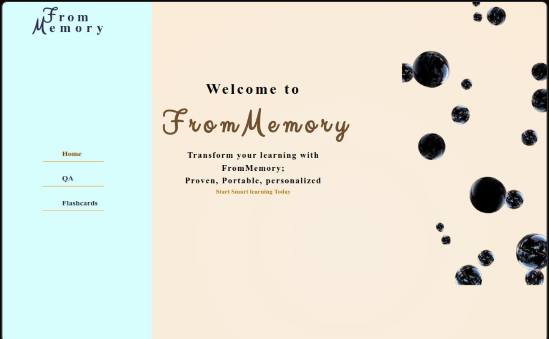 From
Memory
Home
QA
Flashcards
Welcome to
FromMemory
Transform your learning with
FromMemory;
Proven, Portable, personalized
Start Smart learning Today